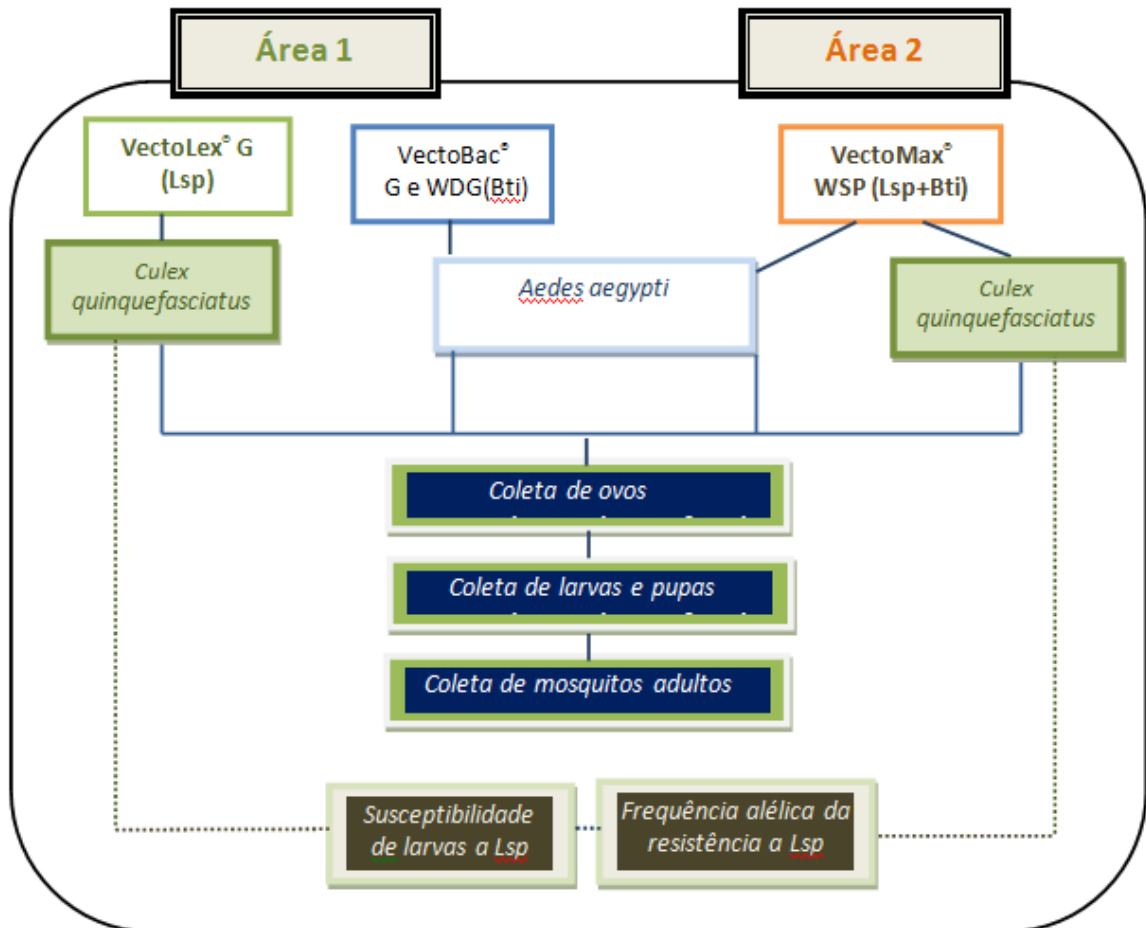 Área 1
Área 2
VectoLex® G
(Lsp)
VectoBac®
G e WDG(Bti)
VectoMax®
WSP (Lsp+Bti)
Culex
quinquefasciatus
Aedes aegypti
Culex
quinquefasciatus
Coleta de ovos
Coleta de larvas e pupas
Coleta de mosquitos adultos
Susceptibilidade
de larvas a Lsp
Frequência alélica da
resistência a Lsp